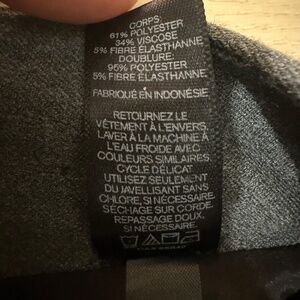 CORPS:
61% POLYESTER
34% VISCOSE
5% FIBRE ÉLASTHANNE
DOUBLURE:
95% POLYESTER
5% FIBRE ÉLASTHANNE
FABRIQUÉ EN INDONÉSIE
RETOURNEZ LE
VÊTEMENT À L'ENVERS,
LAVER À LA MACHINE À
L'EAU FROIDE AVEC
COULEURS SIMILAIRES,
CYCLE DÉLICAT.
UTILISEZ SEULEMENT
DU JAVELLISANT SANS
CHLORE, SI NÉCESSAIRE.
SÉCHAGE SUR CORDE.
REPASSAGE DOUX,
SI NÉCESSAIRE.